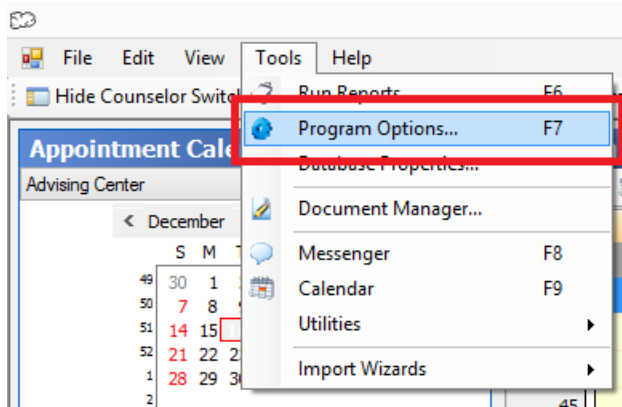 File Edit View Tools Help
Hide Counselor Run Reports F6
Program Options... F7
Appointment
Database Properties...
Advising Center
Document Manager...
December
S M
Messenger F8
49 30 1
Calendar F9
50 7 8
Utilities
51 14 15
52 21 22
Import Wizards
1 28 29
2
45